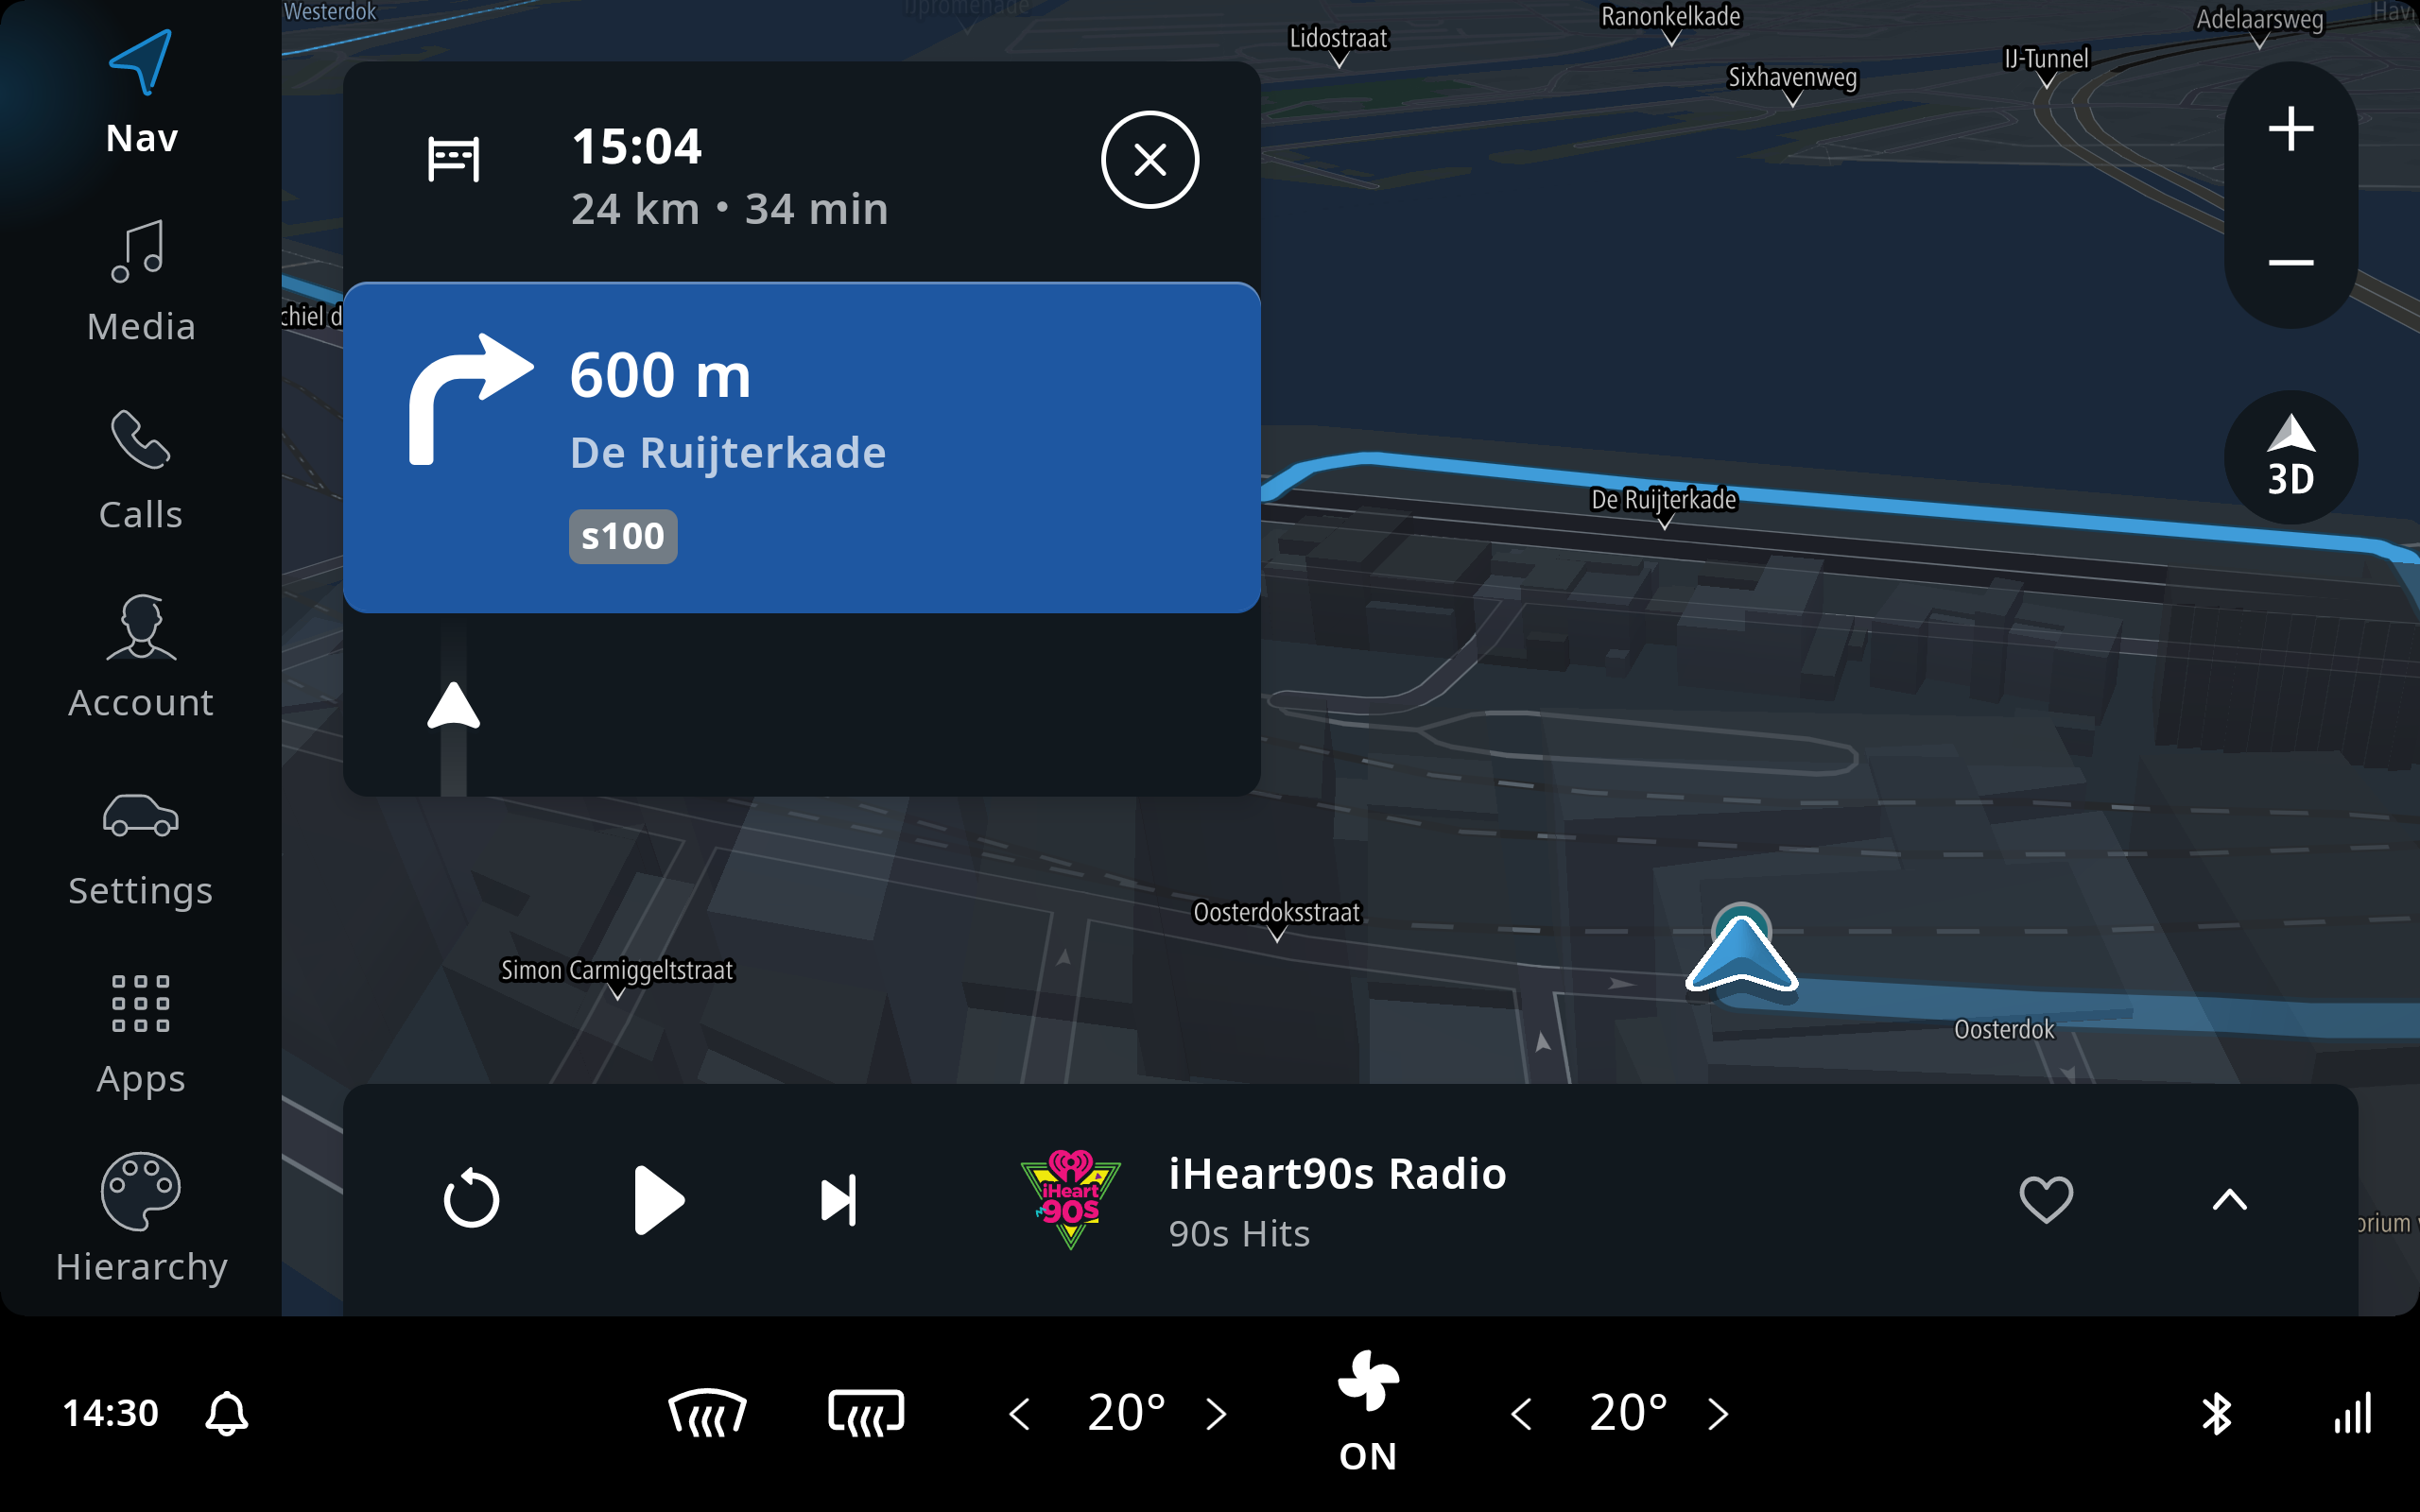 Westerdok
IJpromenade
Lidostraat
Ranonkelkade
Sixhavenweg
IJ-Tunnel
Adelaarsweg
Nav
Media
Calls
Account
Settings
Apps
Hierarchy
15:04
24 km • 34 min
chiel d
600 m
De Ruijterkade
s100
3D
De Ruijterkade
Oosterdoksstraat
Simon Carmiggeltstraat
Oosterdok
iHeart
90s
iHeart90s Radio
90s Hits
orium
14:30
20°
ON
20°